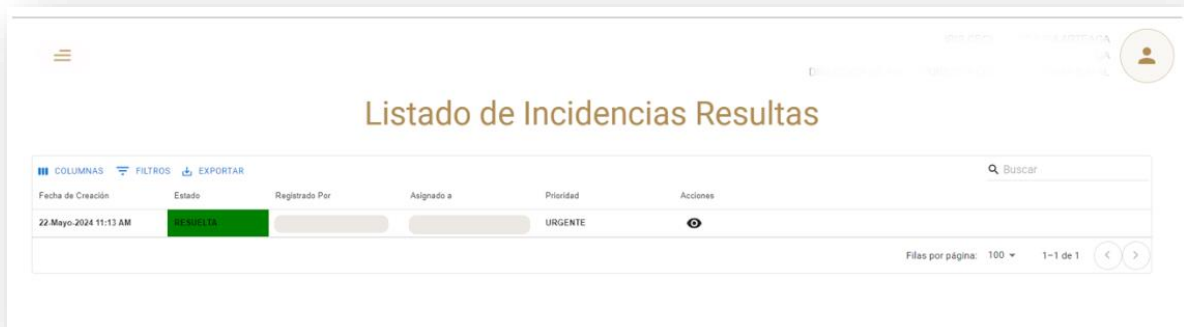 Listado de Incidencias Resultas
COLUMNAS FILTROS EXPORTAR Buscar
Fecha de Creación Estado Registrado Por Asignado a Prioridad Acciones
22-Mayo-2024 11:13 AM RESUELTA URGENTE
Filas por página: 100 1–1 de 1